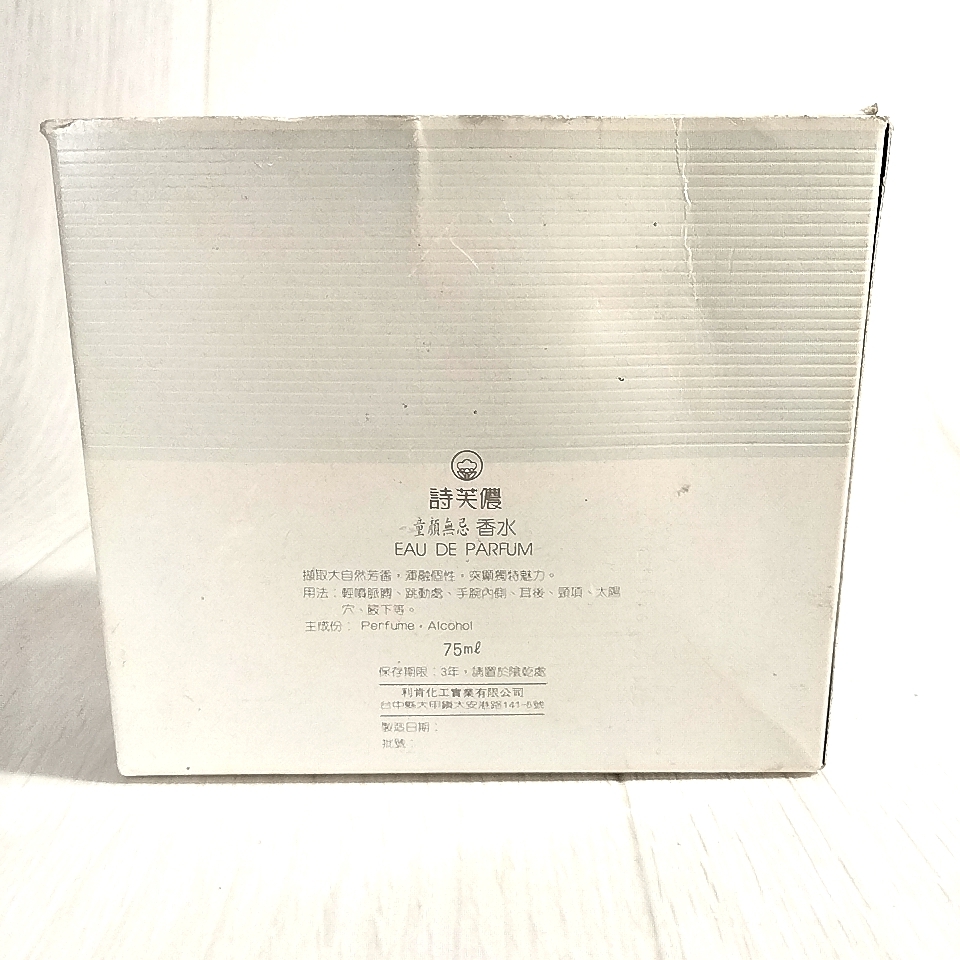 詩芙儂
童顏無忌 香水
EAU DE PARFUM
擷取大自然芳香,渾融個性,突顯獨特魅力。
用法:輕噴脈膊、跳動處、手腕內側、耳後、頸項、太陽
穴、腋下等。
主成份: Perfume·Alcohol
75ml
保存期限:3年,請置於陰乾處
利肯化工實業有限公司
台中縣大甲鎮大安港路141-5號
製造日期:
批號: